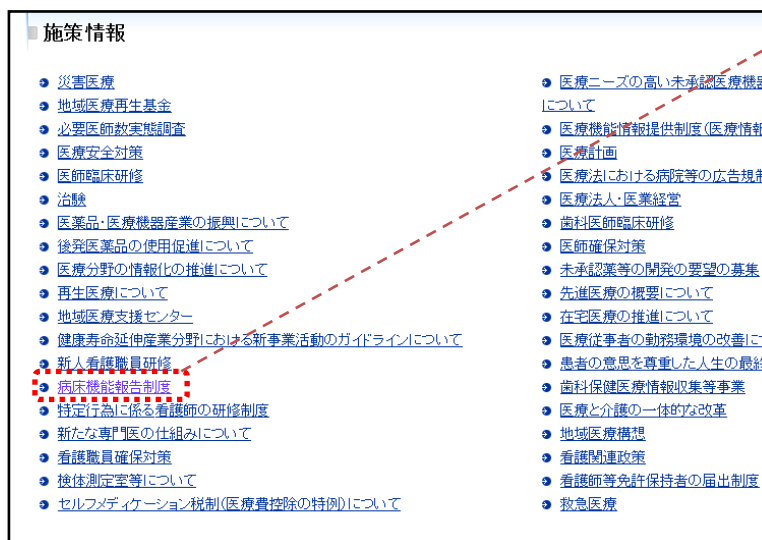 施策情報
災害医療
地域医療再生基金
必要医師数実態調査
医療安全対策
医師臨床研修
治験
医薬品・医療機器産業の振興について
後発医薬品の使用促進について
医療分野の情報化の推進について
再生医療について
地域医療支援センター
健康寿命延伸産業分野における新事業活動のガイドラインについて
新人看護職員研修
病床機能報告制度
特定行為に係る看護師の研修制度
新たな専門医の仕組みについて
看護職員確保対策
検体測定室等について
セルフメディケーション税制(医療費控除の特例)について
医療ニーズの高い未承認医療機器
について
医療機能情報提供制度(医療情報
医療計画
医療法における病院等の広告規制
医療法人・医業経営
歯科医師臨床研修
医師確保対策
未承認薬等の開発の要望の募集
先進医療の概要について
在宅医療の推進について
医療従事者の勤務環境の改善に
患者の意思を尊重した人生の最終
歯科保健医療情報収集等事業
医療と介護の一体的な改革
地域医療構想
看護関連政策
看護師等免許保持者の届出制度
救急医療